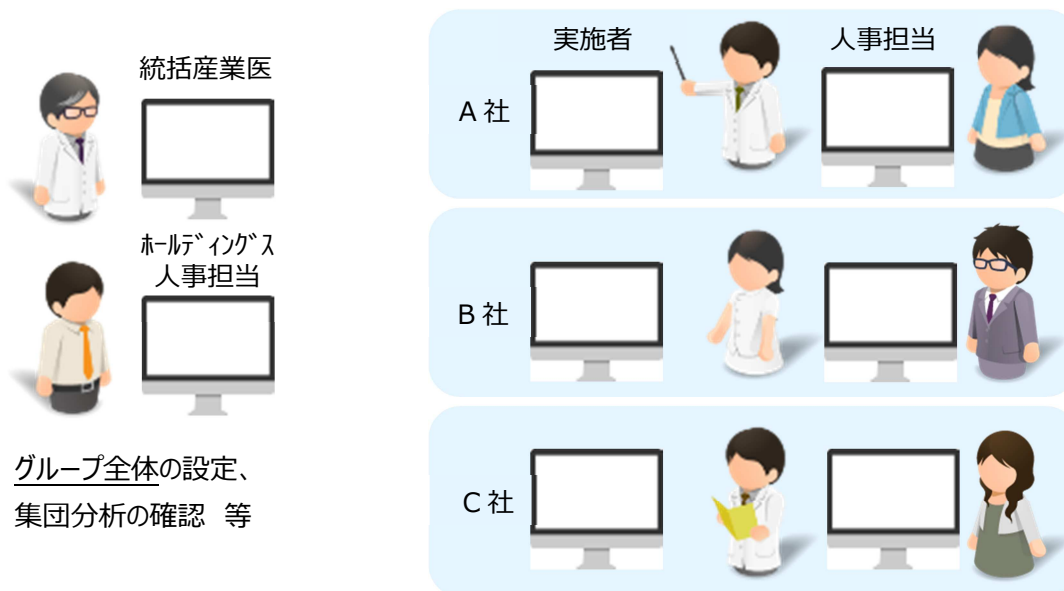 統括産業医
ﾎｰﾙﾃﾞｨﾝｸﾞｽ
人事担当
グループ全体の設定、
集団分析の確認 等
実施者
人事担当
A 社
B 社
C 社